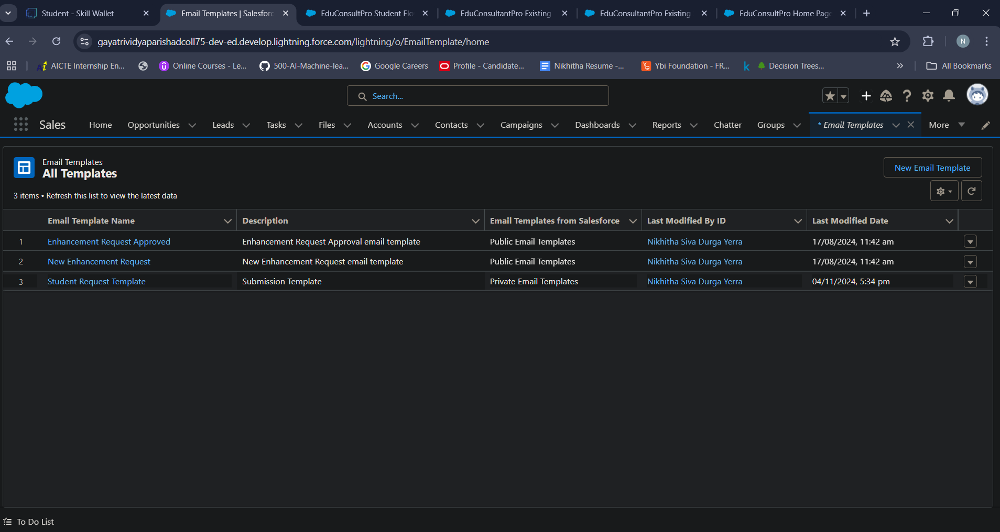 Student - Skill Wallet
Email Templates | Salesforc
EduConsultPro Student Flo
EduConsultantPro Existing
EduConsultantPro Existing
EduConsultPro Home Page
gayatrividyaparishadcoll75-dev-ed.develop.lightning.force.com/lightning/o/EmailTemplate/home
N
AICTE Internship En...
Online Courses - Le...
500-AI-Machine-lea...
Google Careers
Profile - Candidate...
Nikhitha Resume -...
Ybi Foundation - FR...
k
Decision Trees...
All Bookmarks
Search...
Sales
Home
Opportunities
Leads
Tasks
Files
Accounts
Contacts
Campaigns
Dashboards
Reports
Chatter
Groups
* Email Templates
More
Email Templates
All Templates
New Email Template
3 items • Refresh this list to view the latest data
Email Template Name Description Email Templates from Salesforce Last Modified By ID Last Modified Date
1 Enhancement Request Approved Enhancement Request Approval email template Public Email Templates Nikhitha Siva Durga Yerra 17/08/2024, 11:42 am
2 New Enhancement Request New Enhancement Request email template Public Email Templates Nikhitha Siva Durga Yerra 17/08/2024, 11:42 am
3 Student Request Template Submission Template Private Email Templates Nikhitha Siva Durga Yerra 04/11/2024, 5:34 pm
To Do List